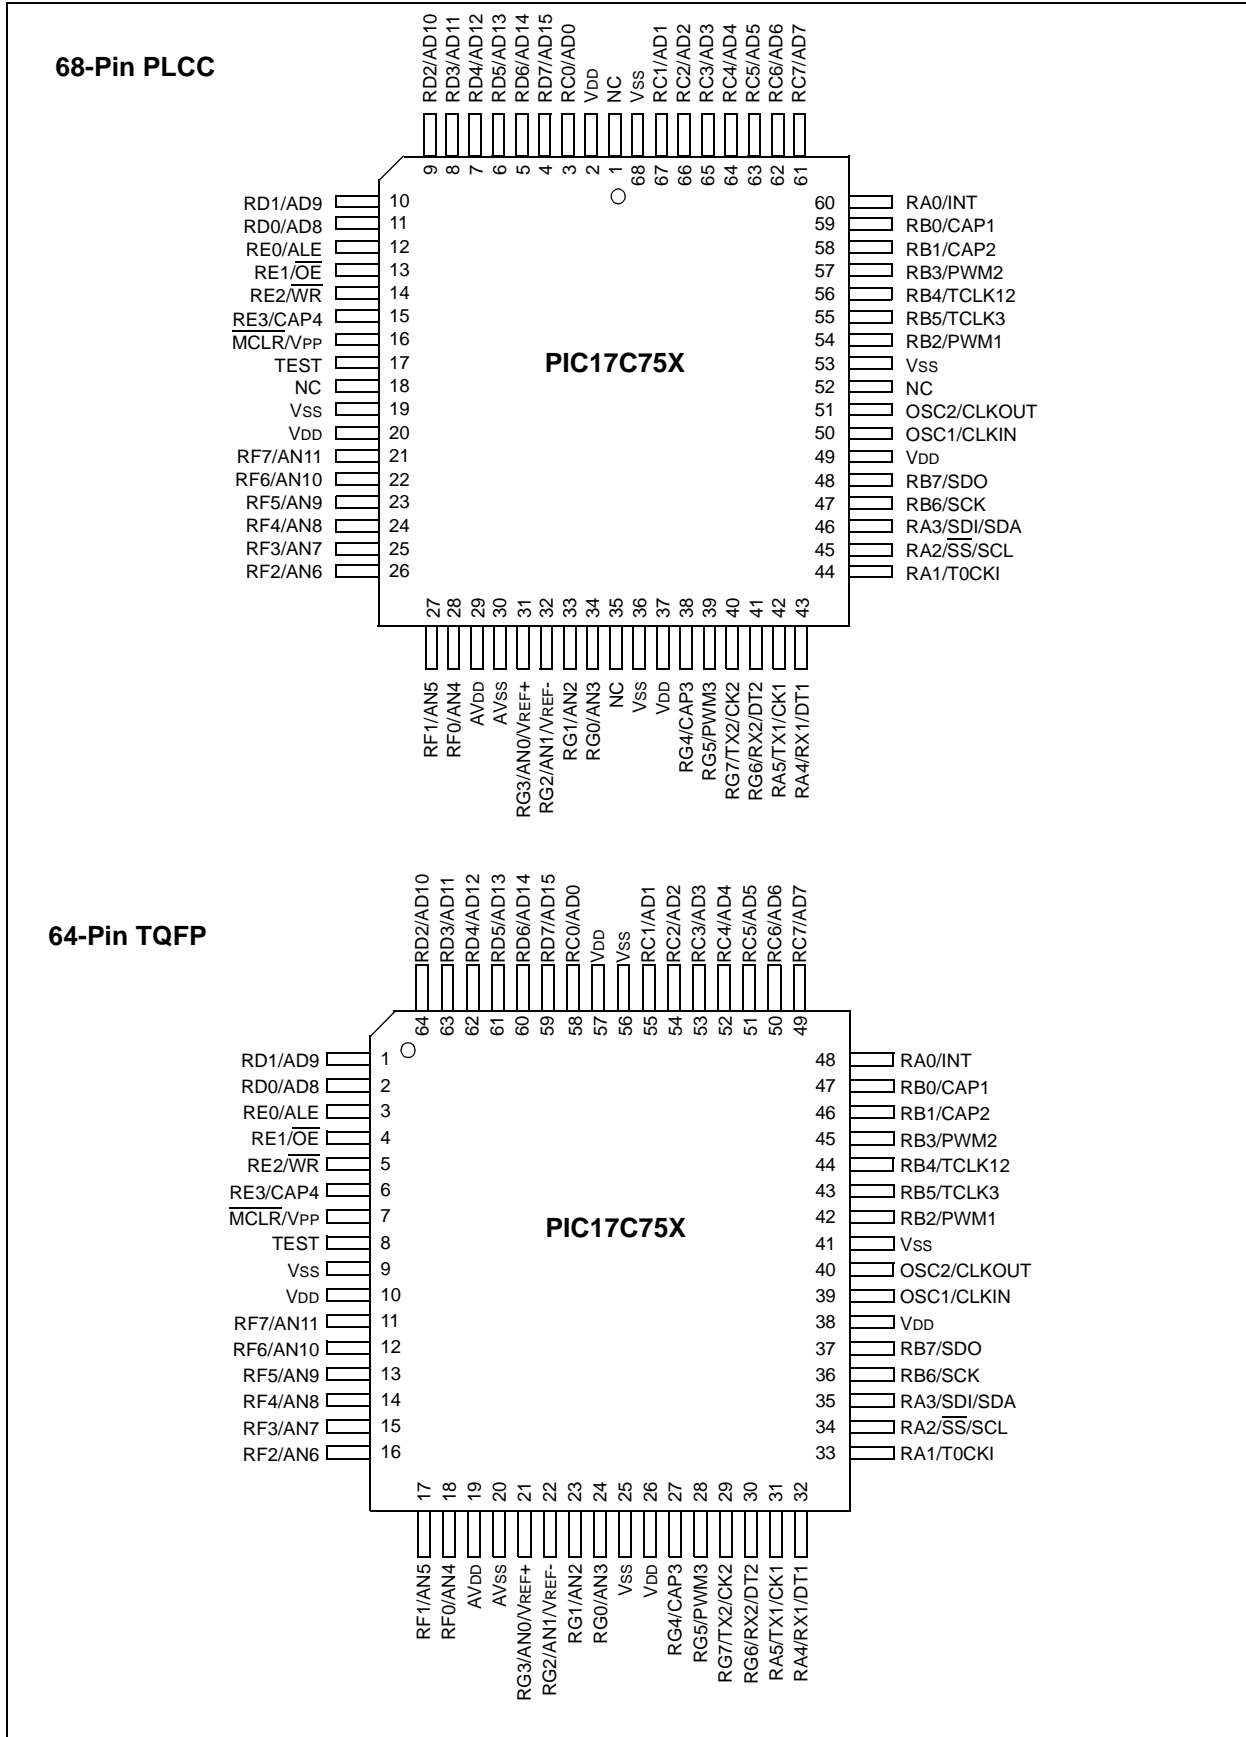 68-Pin PLCC
RD2/AD10
RD3/AD11
RD4/AD12
RD5/AD13
RD6/AD14
RD7/AD15
RC0/AD0
VDD
NC
VSS
RC1/AD1
RC2/AD2
RC3/AD3
RC4/AD4
RC5/AD5
RC6/AD6
RC7/AD7
9 8 7 6 5 4 3 2 1 68 67 66 65 64 63 62 61
RD1/AD9 10
RD0/AD8 11
RE0/ALE 12
RE1/O̅E̅ 13
RE2/W̅R̅ 14
RE3/CAP4 15
M̅C̅L̅R̅/VPP 16
TEST 17
NC 18
VSS 19
VDD 20
RF7/AN11 21
RF6/AN10 22
RF5/AN9 23
RF4/AN8 24
RF3/AN7 25
RF2/AN6 26
PIC17C75X
60 RA0/INT
59 RB0/CAP1
58 RB1/CAP2
57 RB3/PWM2
56 RB4/TCLK12
55 RB5/TCLK3
54 RB2/PWM1
53 VSS
52 NC
51 OSC2/CLKOUT
50 OSC1/CLKIN
49 VDD
48 RB7/SDO
47 RB6/SCK
46 RA3/SDI/SDA
45 RA2/S̅S̅/SCL
44 RA1/T0CKI
27 28 29 30 31 32 33 34 35 36 37 38 39 40 41 42 43
RF1/AN5
RF0/AN4
AVDD
AVSS
RG3/AN0/VREF+
RG2/AN1/VREF-
RG1/AN2
RG0/AN3
NC
VSS
VDD
RG4/CAP3
RG5/PWM3
RG7/TX2/CK2
RG6/RX2/DT2
RA5/TX1/CK1
RA4/RX1/DT1
64-Pin TQFP
RD2/AD10
RD3/AD11
RD4/AD12
RD5/AD13
RD6/AD14
RD7/AD15
RC0/AD0
VDD
VSS
RC1/AD1
RC2/AD2
RC3/AD3
RC4/AD4
RC5/AD5
RC6/AD6
RC7/AD7
64 63 62 61 60 59 58 57 56 55 54 53 52 51 50 49
RD1/AD9 1
RD0/AD8 2
RE0/ALE 3
RE1/O̅E̅ 4
RE2/W̅R̅ 5
RE3/CAP4 6
M̅C̅L̅R̅/VPP 7
TEST 8
VSS 9
VDD 10
RF7/AN11 11
RF6/AN10 12
RF5/AN9 13
RF4/AN8 14
RF3/AN7 15
RF2/AN6 16
PIC17C75X
48 RA0/INT
47 RB0/CAP1
46 RB1/CAP2
45 RB3/PWM2
44 RB4/TCLK12
43 RB5/TCLK3
42 RB2/PWM1
41 VSS
40 OSC2/CLKOUT
39 OSC1/CLKIN
38 VDD
37 RB7/SDO
36 RB6/SCK
35 RA3/SDI/SDA
34 RA2/S̅S̅/SCL
33 RA1/T0CKI
17 18 19 20 21 22 23 24 25 26 27 28 29 30 31 32
RF1/AN5
RF0/AN4
AVDD
AVSS
RG3/AN0/VREF+
RG2/AN1/VREF-
RG1/AN2
RG0/AN3
VSS
VDD
RG4/CAP3
RG5/PWM3
RG7/TX2/CK2
RG6/RX2/DT2
RA5/TX1/CK1
RA4/RX1/DT1